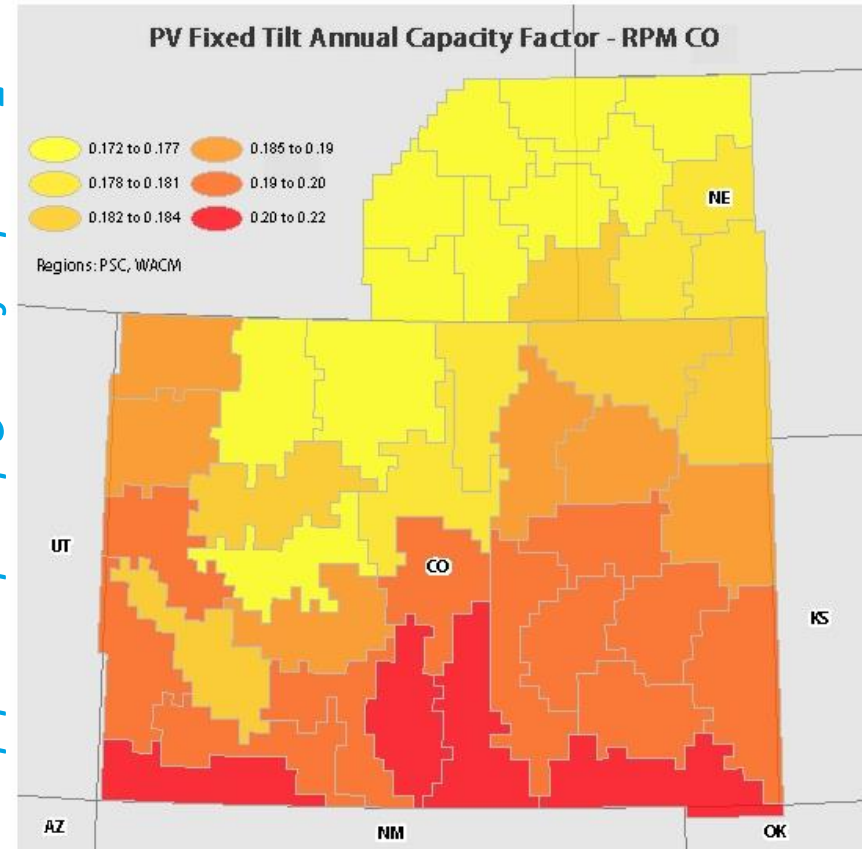 PV Fixed Tilt Annual Capacity Factor - RPM CO
0.172 to 0.177
0.185 to 0.19
0.178 to 0.181
0.19 to 0.20
0.182 to 0.184
0.20 to 0.22
Regions: PSC, WACM
NE
UT
CO
KS
AZ
NM
OK